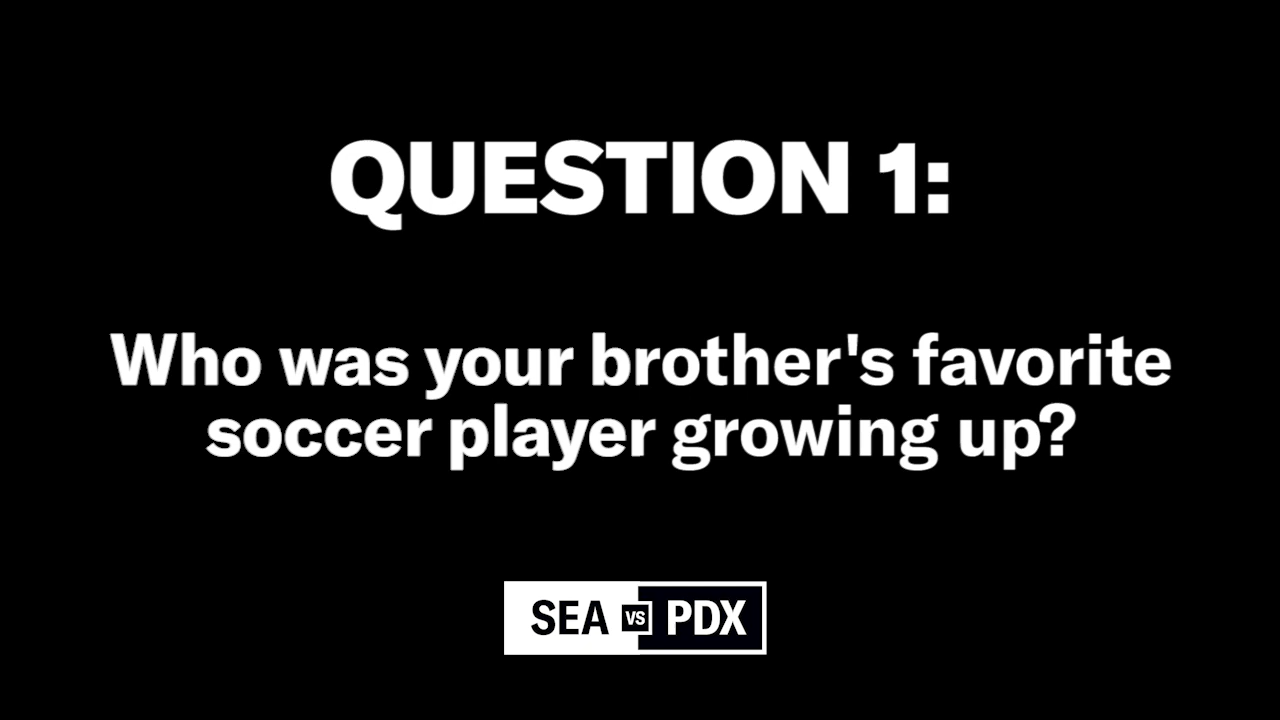 QUESTION 1:
Who was your brother's favorite
soccer player growing up?
SEA VS PDX